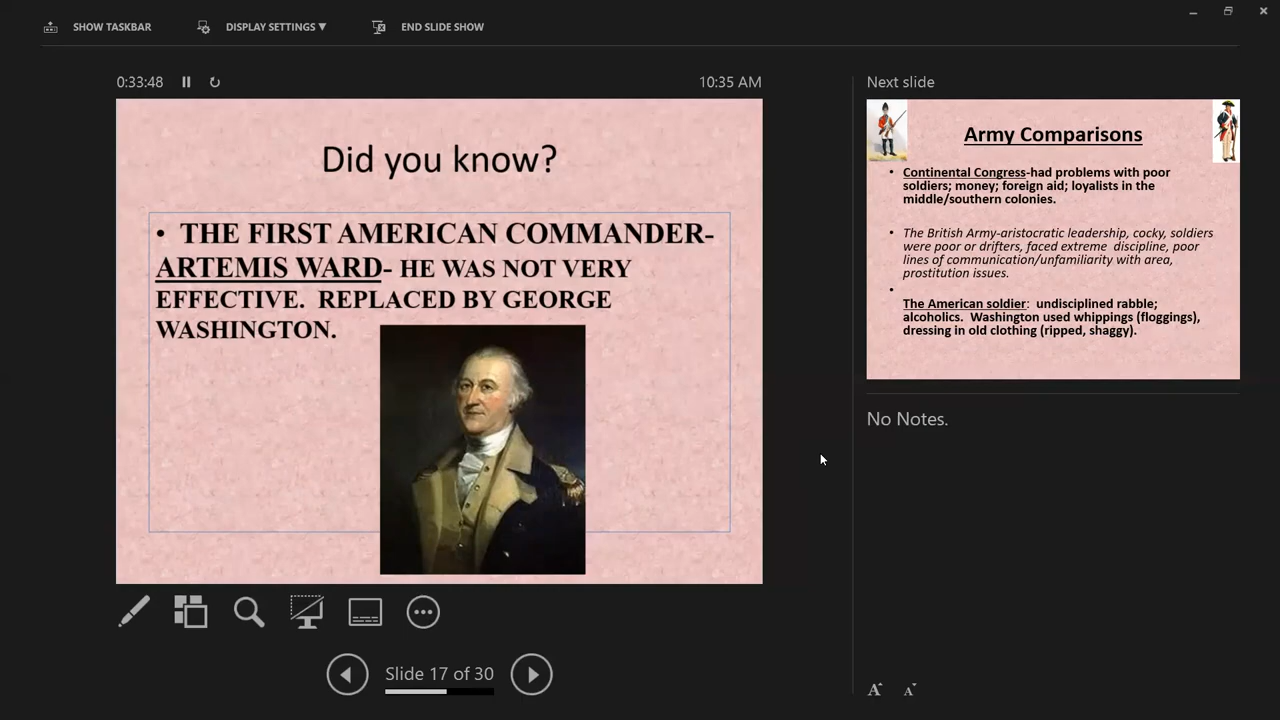 SHOW TASKBAR DISPLAY SETTINGS ▼ END SLIDE SHOW
0:33:48 10:35 AM
Did you know?
• THE FIRST AMERICAN COMMANDER-
ARTEMIS WARD- HE WAS NOT VERY
EFFECTIVE. REPLACED BY GEORGE
WASHINGTON.
Slide 17 of 30
Next slide
Army Comparisons
• Continental Congress-had problems with poor
soldiers; money; foreign aid; loyalists in the
middle/southern colonies.
• The British Army-aristocratic leadership, cocky, soldiers
were poor or drifters, faced extreme discipline, poor
lines of communication/unfamiliarity with area,
prostitution issues.
•
The American soldier: undisciplined rabble;
alcoholics. Washington used whippings (floggings),
dressing in old clothing (ripped, shaggy).
No Notes.
A A